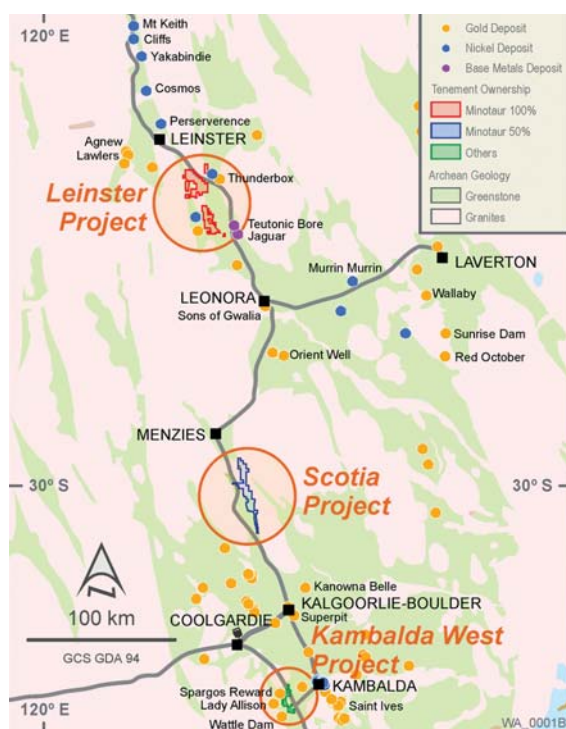 120° E
Mt Keith
Cliffs
Yakabindie
Cosmos
Perserverence
LEINSTER
Agnew
Lawlers
Thunderbox
Leinster
Project
Teutonic Bore
Jaguar
Gold Deposit
Nickel Deposit
Base Metals Deposit
Tenement Ownership
Minotaur 100%
Minotaur 50%
Others
Archean Geology
Greenstone
Granites
Murrin Murrin
LAVERTON
LEONORA
Sons of Gwalia
Wallaby
Sunrise Dam
Orient Well
Red October
MENZIES
Scotia
Project
30° S
30° S
Kanowna Belle
100 km
KALGOORLIE-BOULDER
Superpit
COOLGARDIE
GCS GDA 94
Kambalda West
Project
KAMBALDA
Spargos Reward
Lady Allison
Saint Ives
Wattle Dam
120° E
WA_0001B